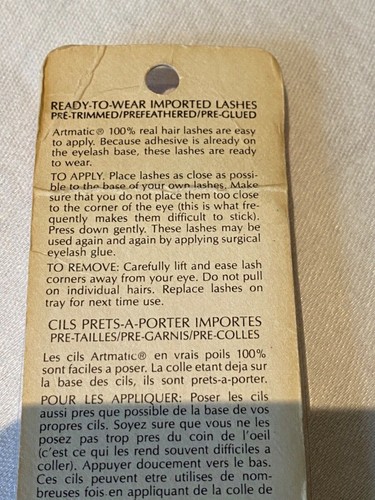 READY-TO-WEAR IMPORTED LASHES
PRE-TRIMMED/PREFEATHERED/PRE-GLUED
Artmatic® 100% real hair lashes are easy
to apply. Because adhesive is already on
the eyelash base, these lashes are ready
to wear.
TO APPLY. Place lashes as close as possi-
ble to the base of your own lashes. Make
sure that you do not place them too close
to the corner of the eye (this is what fre-
quently makes them difficult to stick).
Press down gently. These lashes may be
used again and again by applying surgical
eyelash glue.
TO REMOVE: Carefully lift and ease lash
corners away from your eye. Do not pull
on individual hairs. Replace lashes on
tray for next time use.
CILS PRETS-A-PORTER IMPORTES
PRE-TAILLES/PRE-GARNIS/PRE-COLLES
Les cils Artmatic® en vrais poils 100%
sont faciles a poser. La colle etant deja sur
la base des cils, ils sont prets-a-porter.
POUR LES APPLIQUER: Poser les cils
aussi pres que possible de la base de vos
propres cils. Soyez sure que vous ne les
posez pas trop pres du coin de l'oeil
(c'est ce qui les rend souvent difficiles a
coller). Appuyer doucement vers le bas.
Ces cils peuvent etre utilises de nom-
breuses fois en appliquant de la colle de